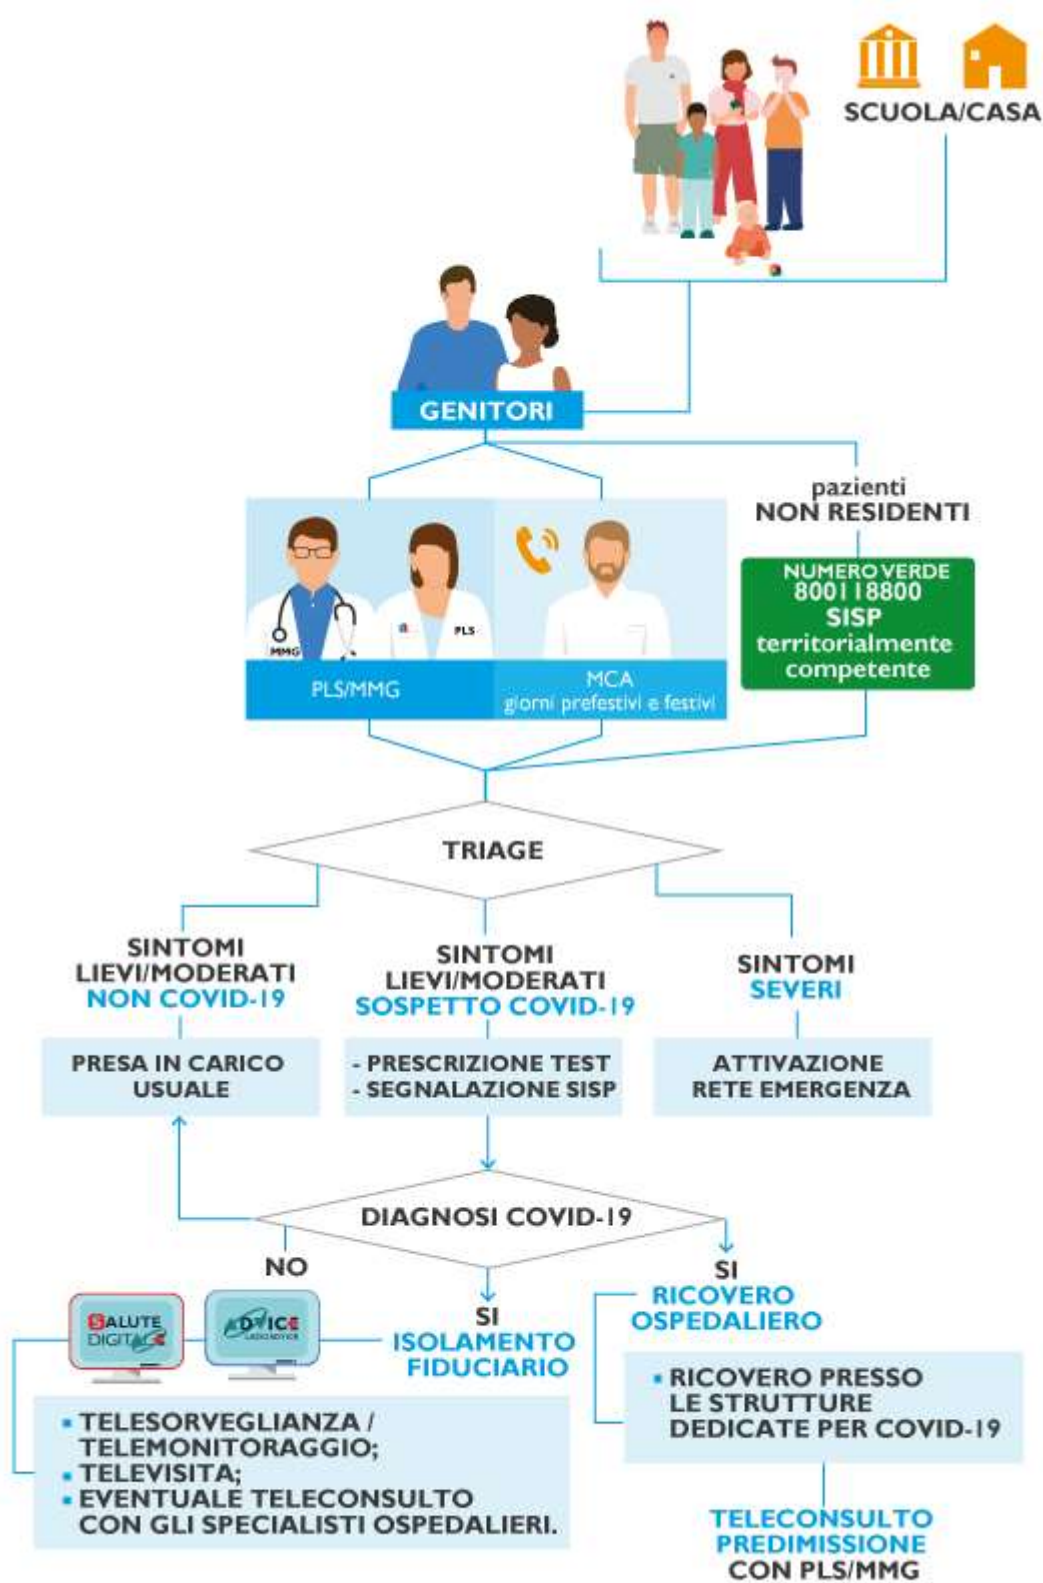 SCUOLA/CASA
GENITORI
pazienti
NON RESIDENTI
NUMERO VERDE
800118800
SISP
territorialmente
competente
MMG
PLS
PLS/MMG
MCA
giorni prefestivi e festivi
TRIAGE
SINTOMI
LIEVI/MODERATI
NON COVID-19
SINTOMI
LIEVI/MODERATI
SOSPETTO COVID-19
SINTOMI
SEVERI
PRESA IN CARICO
USUALE
- PRESCRIZIONE TEST
- SEGNALAZIONE SISP
ATTIVAZIONE
RETE EMERGENZA
DIAGNOSI COVID-19
NO
SALUTE
DIGITALE
ADVICE
LAZIOADVICE
SI
ISOLAMENTO
FIDUCIARIO
SI
RICOVERO
OSPEDALIERO
▪ TELESORVEGLIANZA /
TELEMONITORAGGIO;
▪ TELEVISITA;
▪ EVENTUALE TELECONSULTO
CON GLI SPECIALISTI OSPEDALIERI.
▪ RICOVERO PRESSO
LE STRUTTURE
DEDICATE PER COVID-19
TELECONSULTO
PREDIMISSIONE
CON PLS/MMG